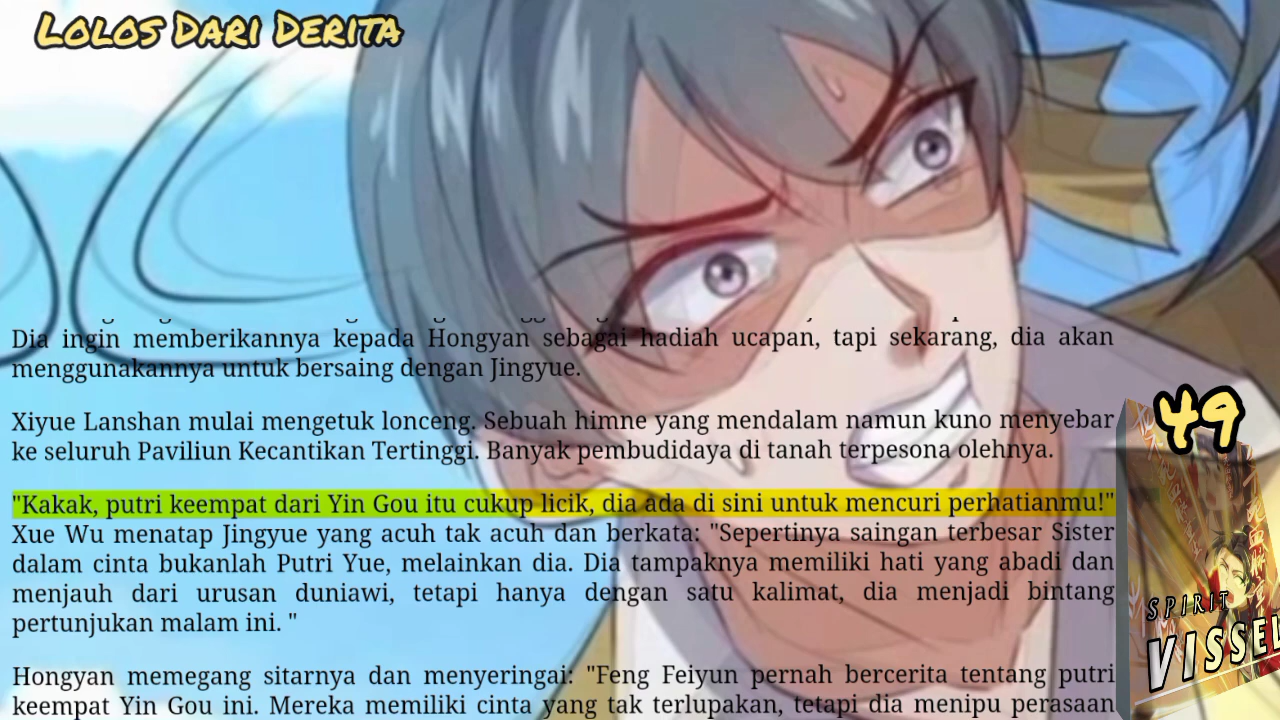 Lolos Dari Derita
Dia ingin memberikannya kepada Hongyan sebagai hadiah ucapan, tapi sekarang, dia akan
menggunakannya untuk bersaing dengan Jingyue.
Xiyue Lanshan mulai mengetuk lonceng. Sebuah himne yang mendalam namun kuno menyebar
ke seluruh Paviliun Kecantikan Tertinggi. Banyak pembudidaya di tanah terpesona olehnya.
"Kakak, putri keempat dari Yin Gou itu cukup licik, dia ada di sini untuk mencuri perhatianmu!"
Xue Wu menatap Jingyue yang acuh tak acuh dan berkata: "Sepertinya saingan terbesar Sister
dalam cinta bukanlah Putri Yue, melainkan dia. Dia tampaknya memiliki hati yang abadi dan
menjauh dari urusan duniawi, tetapi hanya dengan satu kalimat, dia menjadi bintang
pertunjukan malam ini. "
Hongyan memegang sitarnya dan menyeringai: "Feng Feiyun pernah bercerita tentang putri
keempat Yin Gou ini. Mereka memiliki cinta yang tak terlupakan, tetapi dia menipu perasaan
49
SPIRIT
VISSEL